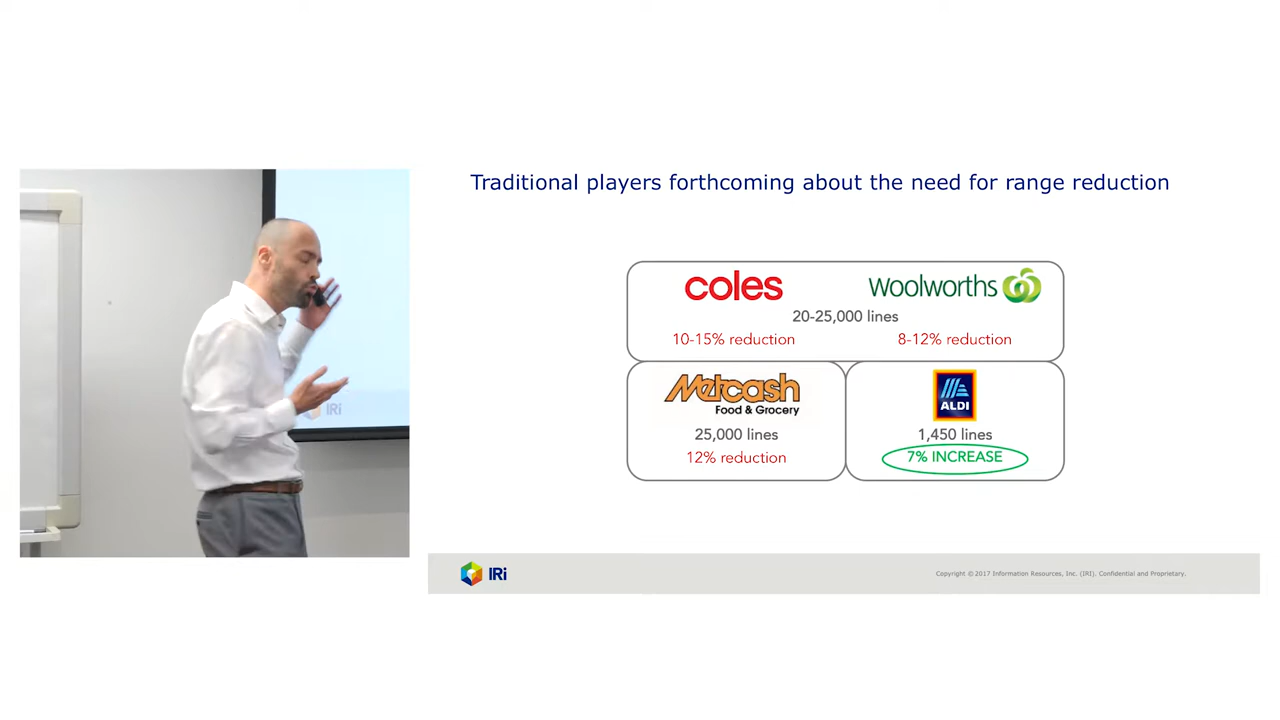 Traditional players forthcoming about the need for range reduction
coles
Woolworths
20-25,000 lines
10-15% reduction
8-12% reduction
Metcash
Food & Grocery
25,000 lines
12% reduction
ALDI
1,450 lines
7% INCREASE
IRi
IRi
Copyright © 2017 Information Resources, Inc. (IRI). Confidential and Proprietary.